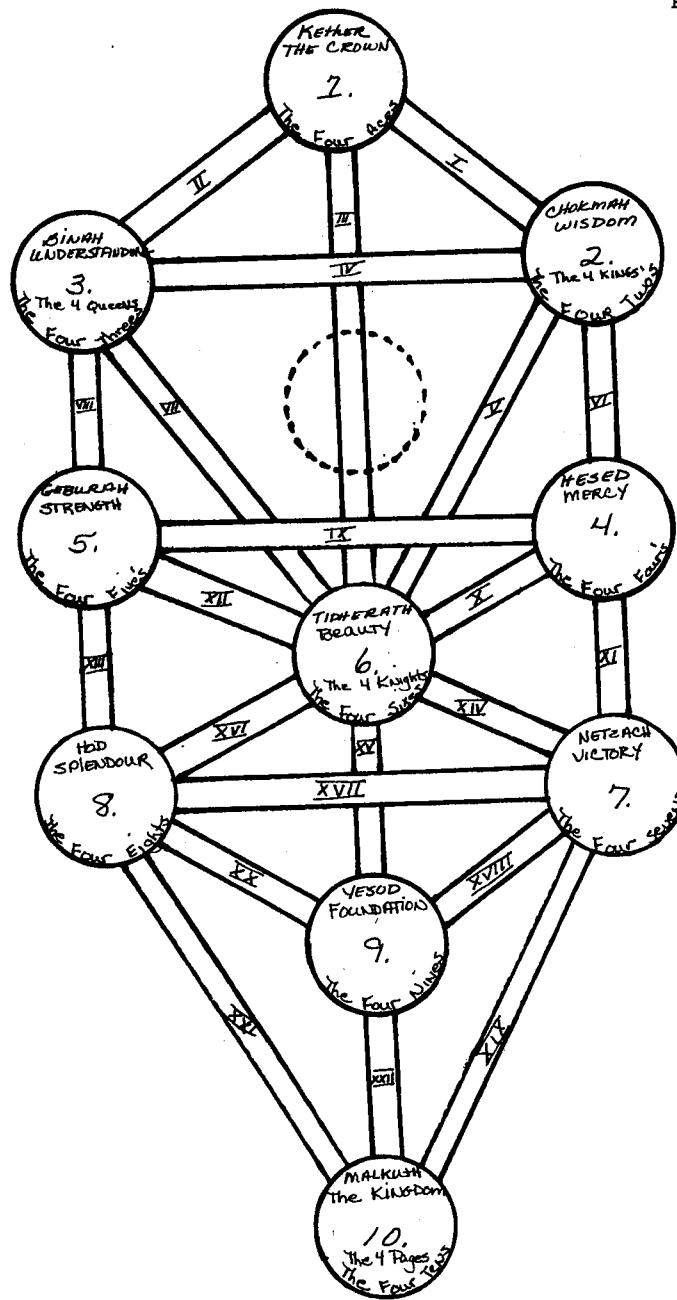 KETHER
THE CROWN
1.
The Four Aces
II
I
III
BINAH
UNDERSTANDING
3.
The 4 Queens
The Four Threes
CHOKMAH
WISDOM
2.
The 4 KINGS'
The FOUR Twos
IV
VIII
VII
V
VI
GEBURAH
STRENGTH
5.
The Four Fives'
HESED
MERCY
4.
The Four Fours'
IX
XII
X
TIPHERATH
BEAUTY
6.
The 4 Knights
The Four Sixes
XIII
XI
XVI
XIV
XV
HOD
SPLENDOUR
8.
The Four Eights
NETZACH
VICTORY
7.
The Four Sevens
XVII
XX
XVIII
YESOD
FOUNDATION
9.
The Four Nines
XXI
XXII
XIX
MALKUTH
The KINGDOM
10.
The 4 Pages
The Four Tens